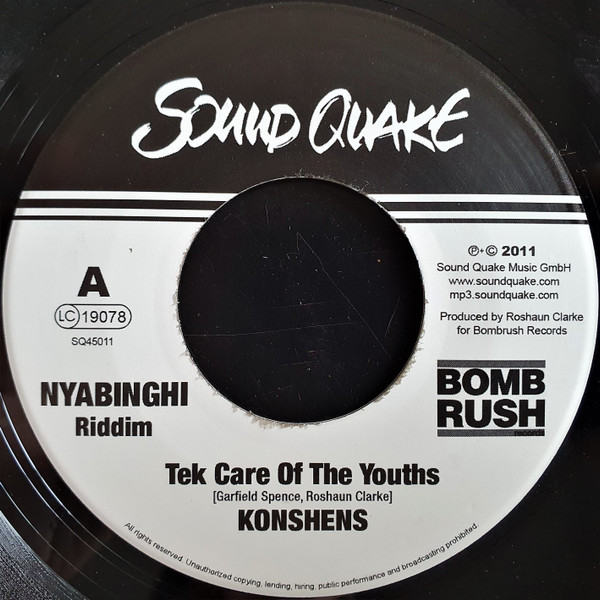 SOUND QUAKE
A
LC 19078
SQ45011
NYABINGHI
Riddim
℗+© 2011
Sound Quake Music GmbH
www.soundquake.com
mp3.soundquake.com
Produced by Roshaun Clarke
for Bombrush Records
BOMB
RUSH
records
Tek Care Of The Youths
[Garfield Spence, Roshaun Clarke]
KONSHENS
All rights reserved. Unauthorized copying, lending, hiring, public performance and broadcasting prohibited.